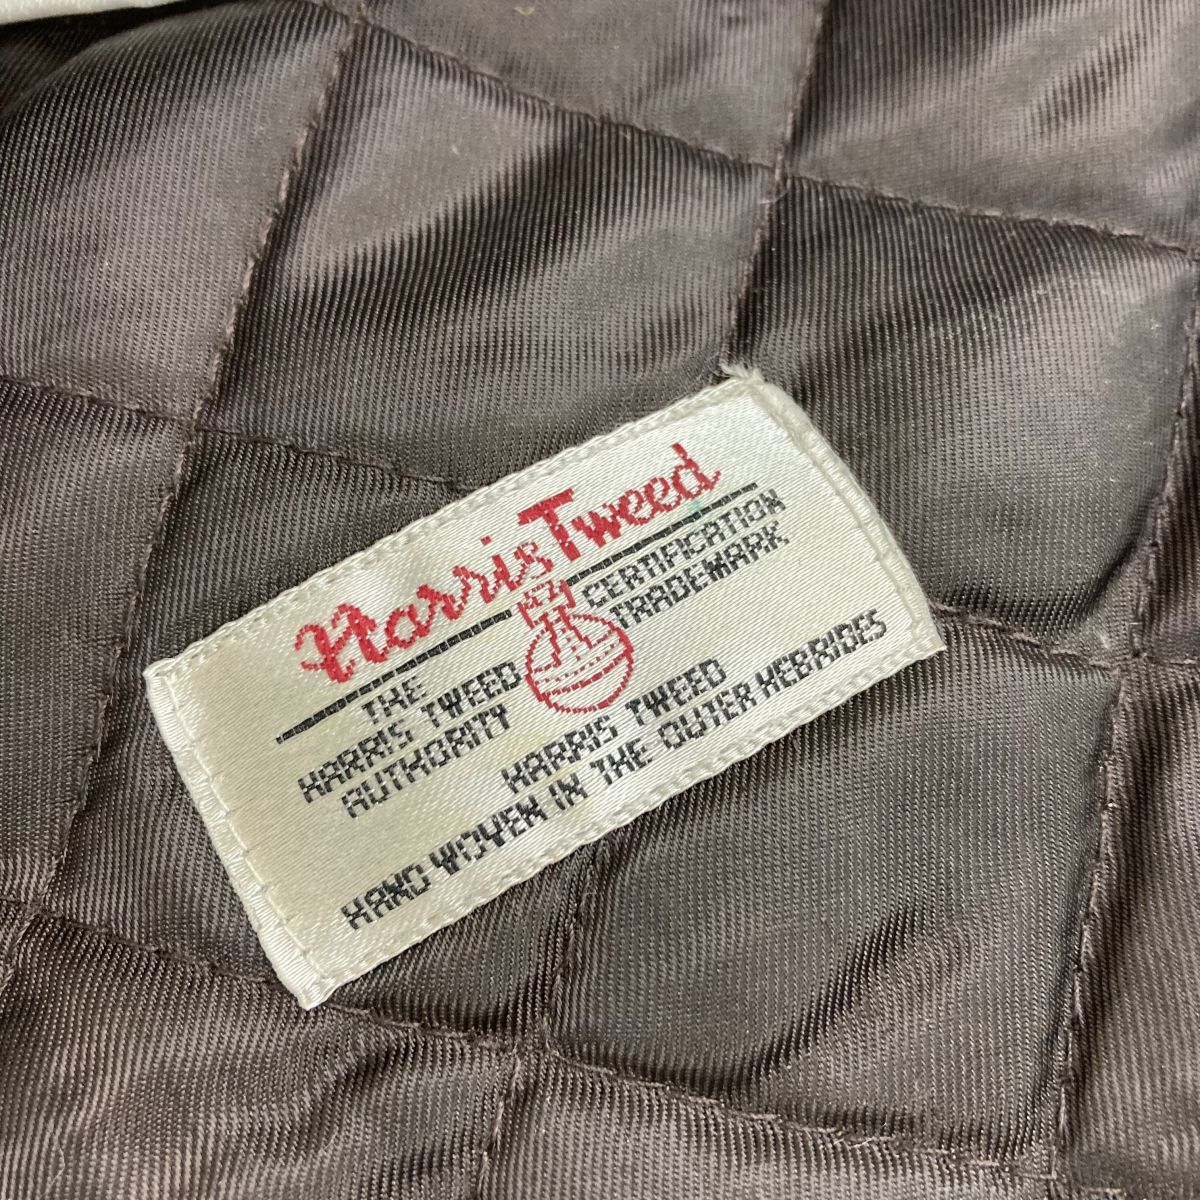 Harris Tweed
THE
HARRIS TWEED
AUTHORITY
CERTIFICATION
TRADEMARK
HARRIS TWEED
HAND WOVEN IN THE OUTER HEBRIDES